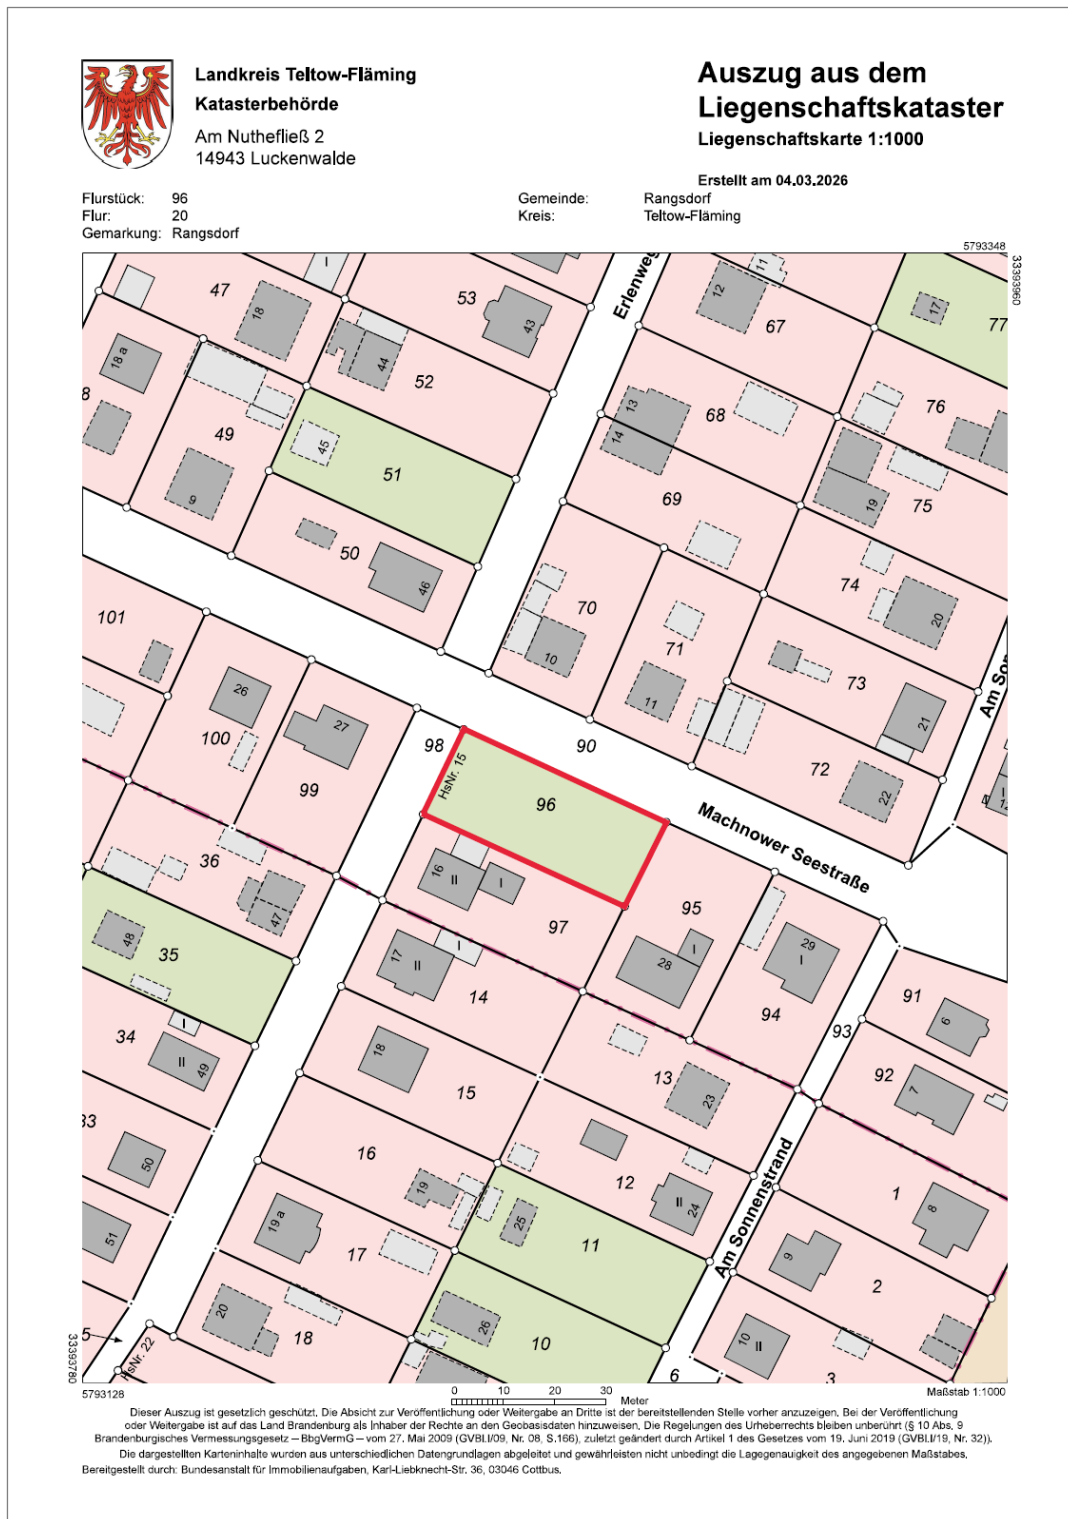 Landkreis Teltow-Fläming
Katasterbehörde
Am Nuthefließ 2
14943 Luckenwalde
Auszug aus dem
Liegenschaftskataster
Liegenschaftskarte 1:1000
Erstellt am 04.03.2026
Flurstück: 96
Flur: 20
Gemarkung: Rangsdorf
Gemeinde: Rangsdorf
Kreis: Teltow-Fläming
5793348
33393960
47
18
I
53
43
Erlenweg
12
11
67
17
77
18 a
8
44
52
13
14
68
76
49
45
51
9
69
19
75
50
46
70
10
71
11
74
20
101
26
100
27
99
73
21
Am Son
98
HsNr. 15
90
96
72
22
I
12
Machnower Seestraße
36
47
16
II
I
97
95
28
I
29
I
94
48
35
17
II
I
14
93
91
6
34
I
II
49
18
15
13
23
92
7
33
50
16
19
12
II
24
Am Sonnenstrand
1
8
51
19 a
17
25
11
9
2
20
18
26
10
10
II
3
5
HsNr. 22
6
33393780
5793128
0 10 20 30
Meter
Maßstab 1:1000
Dieser Auszug ist gesetzlich geschützt. Die Absicht zur Veröffentlichung oder Weitergabe an Dritte ist der bereitstellenden Stelle vorher anzuzeigen. Bei der Veröffentlichung
oder Weitergabe ist auf das Land Brandenburg als Inhaber der Rechte an den Geobasisdaten hinzuweisen. Die Regelungen des Urheberrechts bleiben unberührt (§ 10 Abs. 9
Brandenburgisches Vermessungsgesetz – BbgVermG – vom 27. Mai 2009 (GVBl.I/09, Nr. 08, S.166), zuletzt geändert durch Artikel 1 des Gesetzes vom 19. Juni 2019 (GVBl.I/19, Nr. 32)).
Die dargestellten Karteninhalte wurden aus unterschiedlichen Datengrundlagen abgeleitet und gewährleisten nicht unbedingt die Lagegenauigkeit des angegebenen Maßstabes.
Bereitgestellt durch: Bundesanstalt für Immobilienaufgaben, Karl-Liebknecht-Str. 36, 03046 Cottbus.